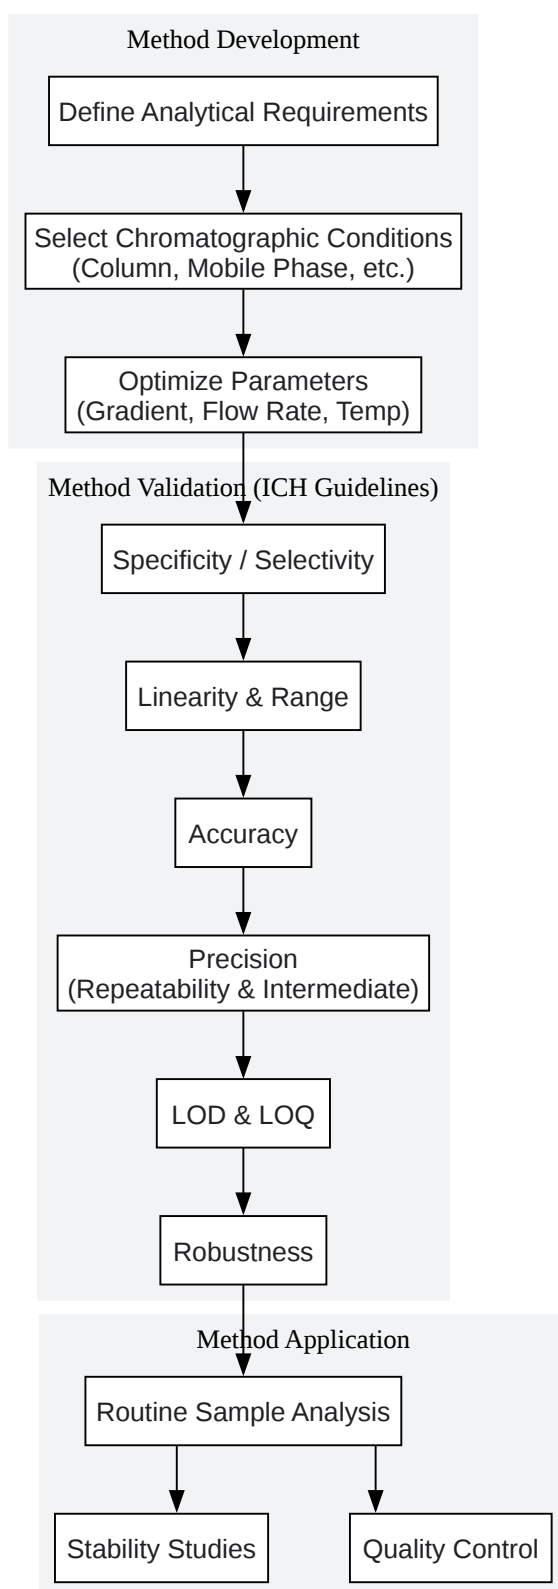 Method Development
Define Analytical Requirements
Select Chromatographic Conditions
(Column, Mobile Phase, etc.)
Optimize Parameters
(Gradient, Flow Rate, Temp)
Method Validation (ICH Guidelines)
Specificity / Selectivity
Linearity & Range
Accuracy
Precision
(Repeatability & Intermediate)
LOD & LOQ
Robustness
Method Application
Routine Sample Analysis
Stability Studies
Quality Control